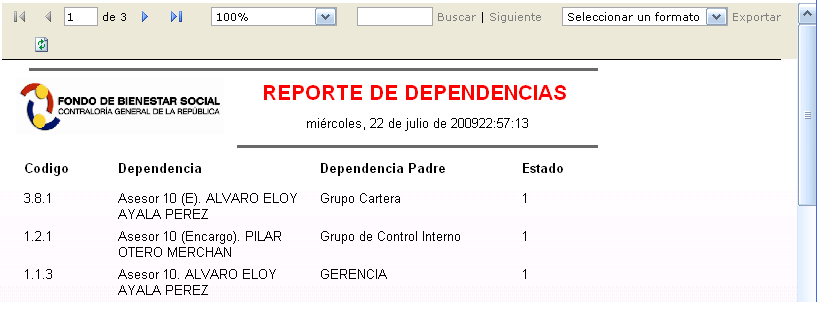 1 de 3 100% Buscar | Siguiente Seleccionar un formato Exportar
FONDO DE BIENESTAR SOCIAL
CONTRALORÍA GENERAL DE LA REPÚBLICA
REPORTE DE DEPENDENCIAS
miércoles, 22 de julio de 200922:57:13
Codigo Dependencia Dependencia Padre Estado
3.8.1 Asesor 10 (E). ALVARO ELOY Grupo Cartera 1
AYALA PEREZ
1.2.1 Asesor 10 (Encargo). PILAR Grupo de Control Interno 1
OTERO MERCHAN
1.1.3 Asesor 10. ALVARO ELOY GERENCIA 1
AYALA PEREZ